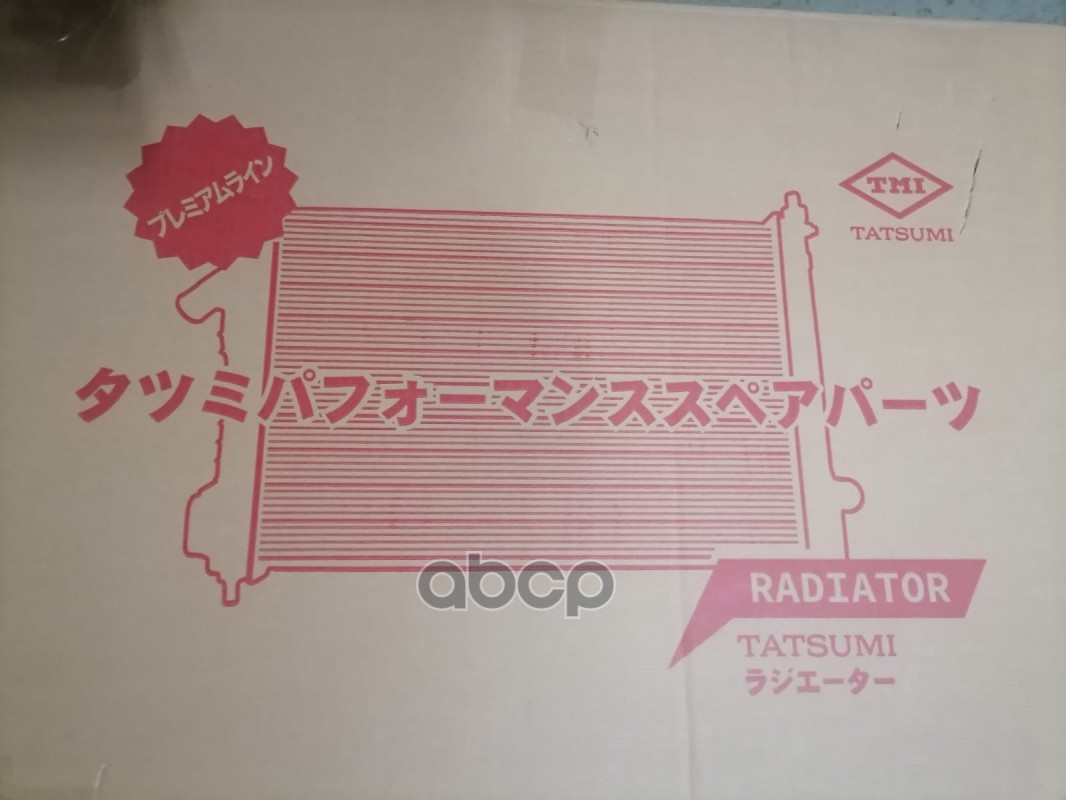 プレミアムライン
TMI
TATSUMI
タツミパフォーマンススペアパーツ
abcp
RADIATOR
TATSUMI
ラジエーター